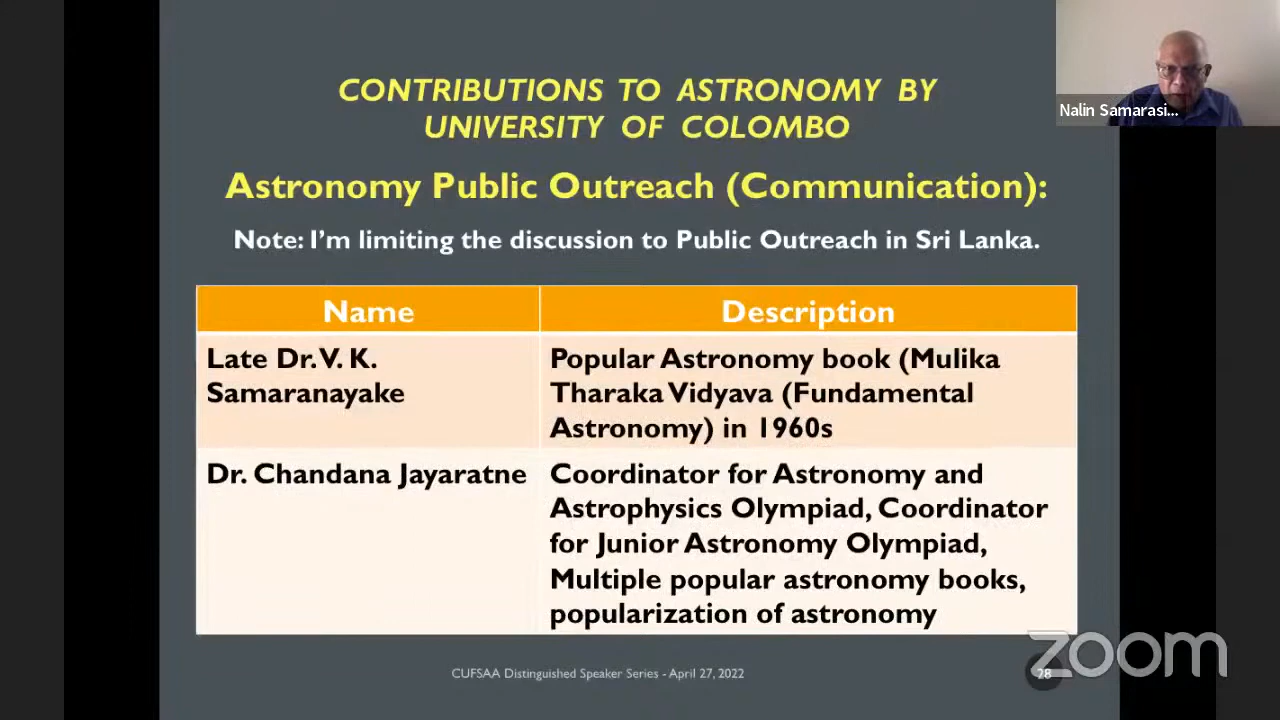 CONTRIBUTIONS TO ASTRONOMY BY
UNIVERSITY OF COLOMBO
Astronomy Public Outreach (Communication):
Note: I'm limiting the discussion to Public Outreach in Sri Lanka.
Name
Description
Late Dr. V. K.
Samaranayake
Popular Astronomy book (Mulika
Tharaka Vidyava (Fundamental
Astronomy) in 1960s
Dr. Chandana Jayaratne
Coordinator for Astronomy and
Astrophysics Olympiad, Coordinator
for Junior Astronomy Olympiad,
Multiple popular astronomy books,
popularization of astronomy
CUFSAA Distinguished Speaker Series - April 27, 2022
28
Nalin Samarasi...
zoom